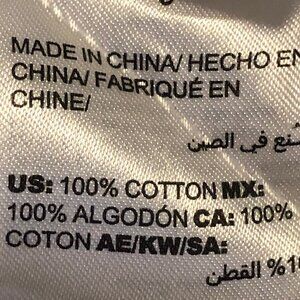 MADE IN CHINA/ HECHO EN
CHINA/ FABRIQUÉ EN
CHINE/
في الصين
US: 100% COTTON MX:
100% ALGODÓN CA: 100%
COTON AE/KW/SA:
% القطن